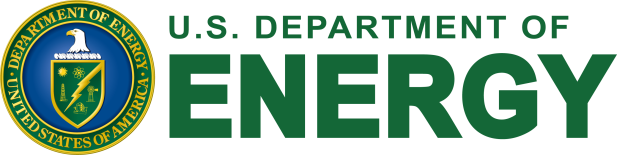 · DEPARTMENT OF ENERGY ·
UNITED STATES OF AMERICA
U.S. DEPARTMENT OF
ENERGY